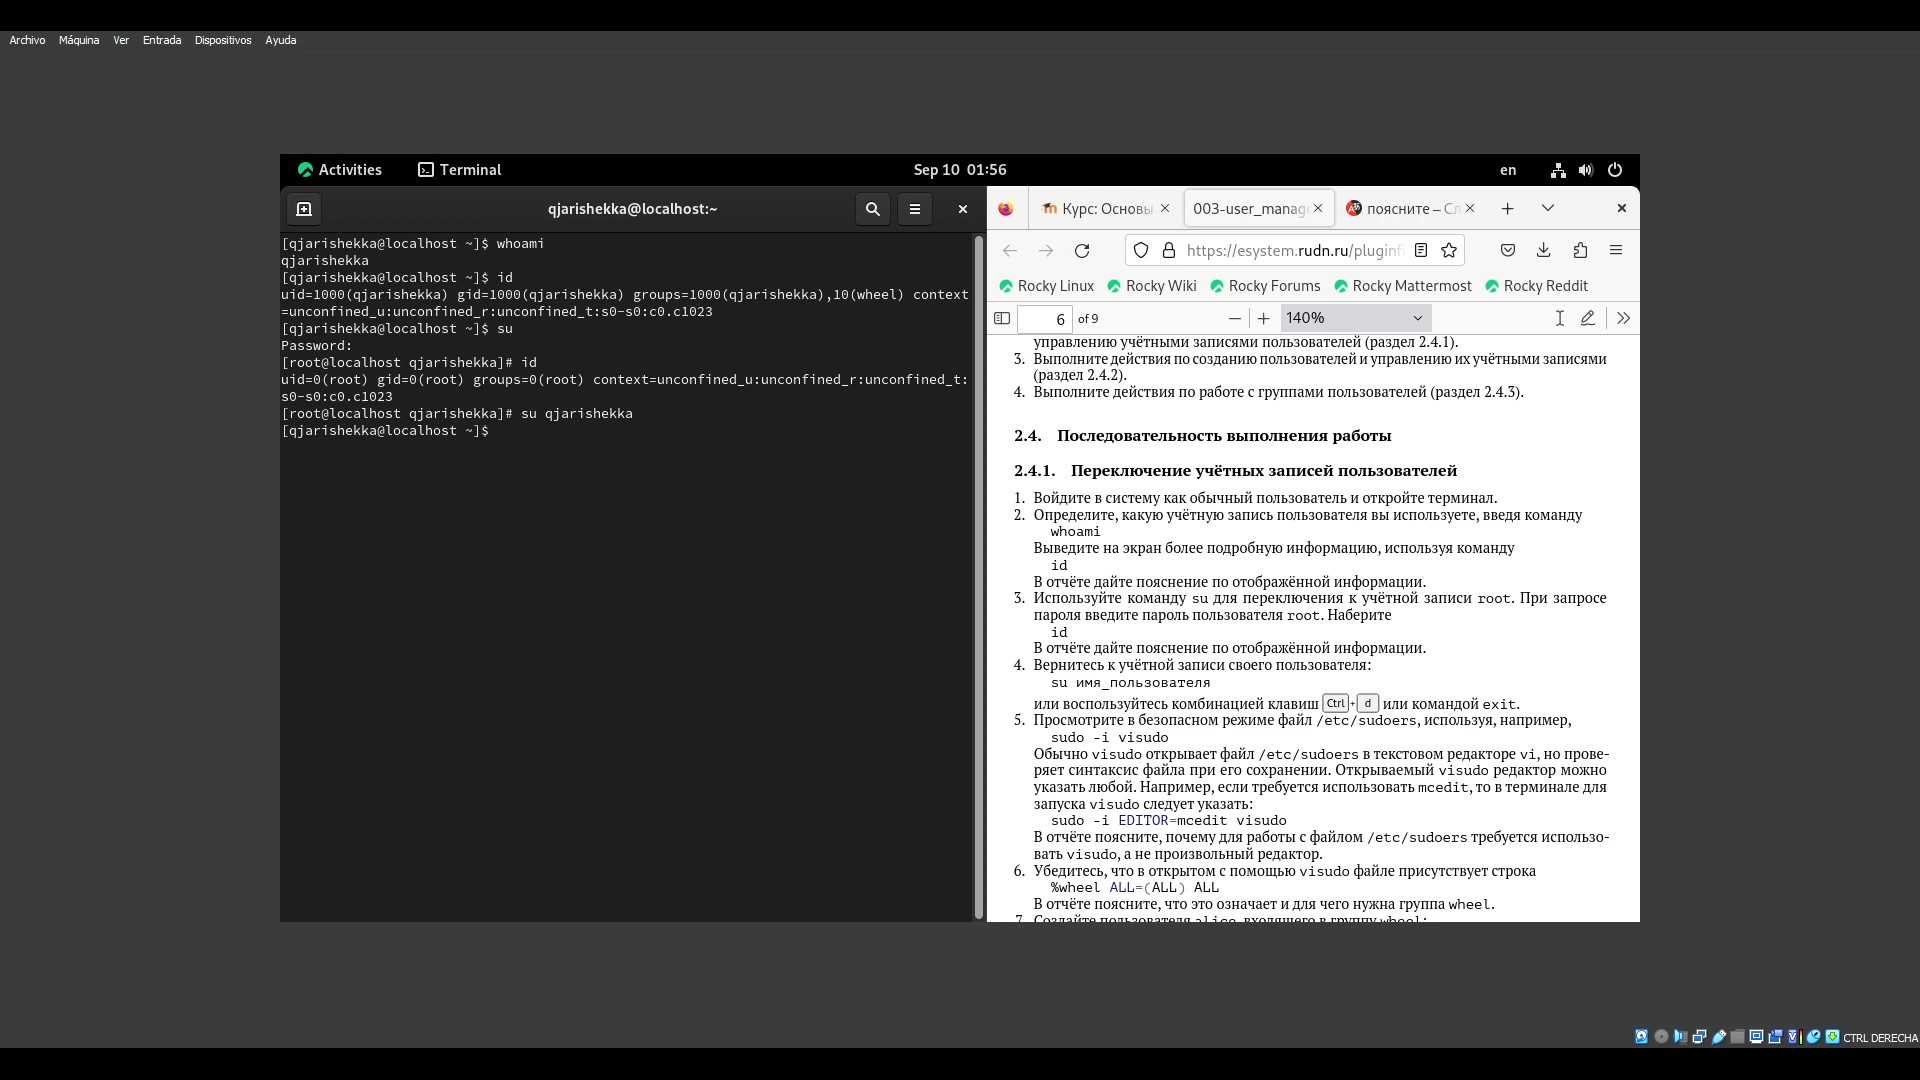 Archivo Máquina Ver Entrada Dispositivos Ayuda
Activities Terminal Sep 10 01:56 en
qjarishekka@localhost:~
[qjarishekka@localhost ~]$ whoami
qjarishekka
[qjarishekka@localhost ~]$ id
uid=1000(qjarishekka) gid=1000(qjarishekka) groups=1000(qjarishekka),10(wheel) context
=unconfined_u:unconfined_r:unconfined_t:s0-s0:c0.c1023
[qjarishekka@localhost ~]$ su
Password:
[root@localhost qjarishekka]# id
uid=0(root) gid=0(root) groups=0(root) context=unconfined_u:unconfined_r:unconfined_t:
s0-s0:c0.c1023
[root@localhost qjarishekka]# su qjarishekka
[qjarishekka@localhost ~]$
Курс: Основы 003-user_manage поясните – Сл
https://esystem.rudn.ru/pluginf
Rocky Linux Rocky Wiki Rocky Forums Rocky Mattermost Rocky Reddit
6 of 9 140%
управлению учётными записями пользователей (раздел 2.4.1).
3. Выполните действия по созданию пользователей и управлению их учётными записями
(раздел 2.4.2).
4. Выполните действия по работе с группами пользователей (раздел 2.4.3).
2.4. Последовательность выполнения работы
2.4.1. Переключение учётных записей пользователей
1. Войдите в систему как обычный пользователь и откройте терминал.
2. Определите, какую учётную запись пользователя вы используете, введя команду
whoami
Выведите на экран более подробную информацию, используя команду
id
В отчёте дайте пояснение по отображённой информации.
3. Используйте команду su для переключения к учётной записи root. При запросе
пароля введите пароль пользователя root. Наберите
id
В отчёте дайте пояснение по отображённой информации.
4. Вернитесь к учётной записи своего пользователя:
su имя_пользователя
или воспользуйтесь комбинацией клавиш Ctrl + d или командой exit.
5. Просмотрите в безопасном режиме файл /etc/sudoers, используя, например,
sudo -i visudo
Обычно visudo открывает файл /etc/sudoers в текстовом редакторе vi, но прове-
ряет синтаксис файла при его сохранении. Открываемый visudo редактор можно
указать любой. Например, если требуется использовать mcedit, то в терминале для
запуска visudo следует указать:
sudo -i EDITOR=mcedit visudo
В отчёте поясните, почему для работы с файлом /etc/sudoers требуется использо-
вать visudo, а не произвольный редактор.
6. Убедитесь, что в открытом с помощью visudo файле присутствует строка
%wheel ALL=(ALL) ALL
В отчёте поясните, что это означает и для чего нужна группа wheel.
7. Создайте пользователя alice, входящего в группу wheel:
CTRL DERECHA